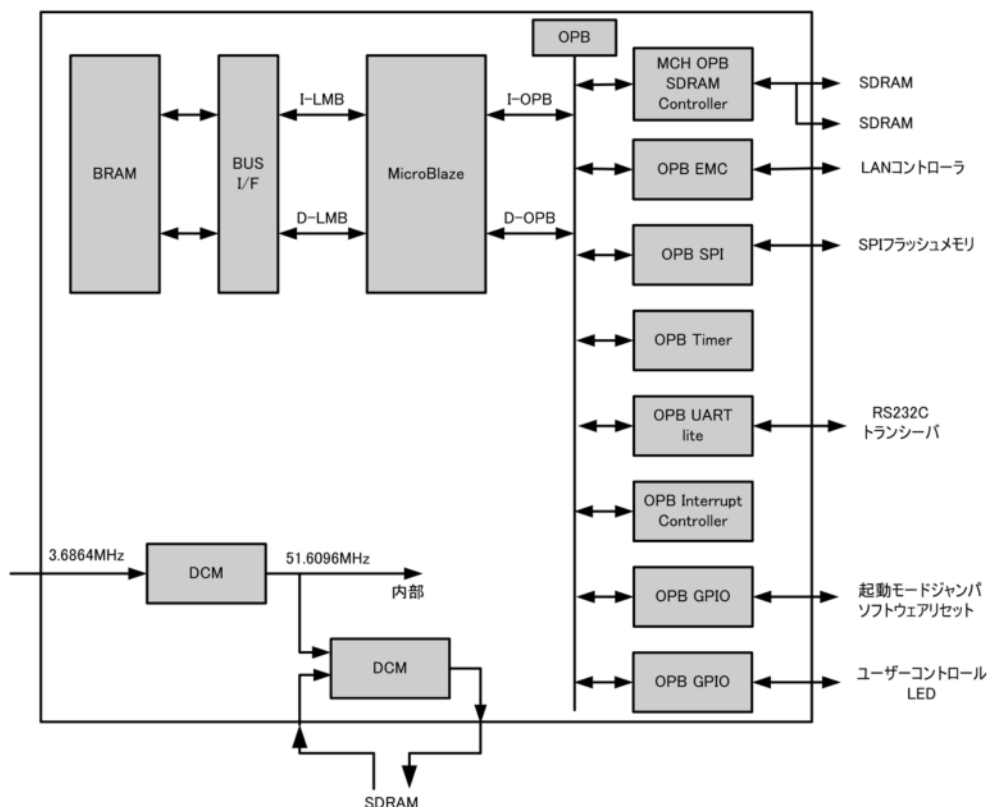 OPB
MCH OPB
SDRAM
Controller
SDRAM
SDRAM
I-LMB
I-OPB
BRAM
BUS
I/F
MicroBlaze
OPB EMC
LANコントローラ
D-LMB
D-OPB
OPB SPI
SPIフラッシュメモリ
OPB Timer
OPB UART
lite
RS232C
トランシーバ
OPB Interrupt
Controller
3.6864MHz
DCM
51.6096MHz
内部
OPB GPIO
起動モードジャンパ
ソフトウェアリセット
DCM
OPB GPIO
ユーザーコントロール
LED
SDRAM